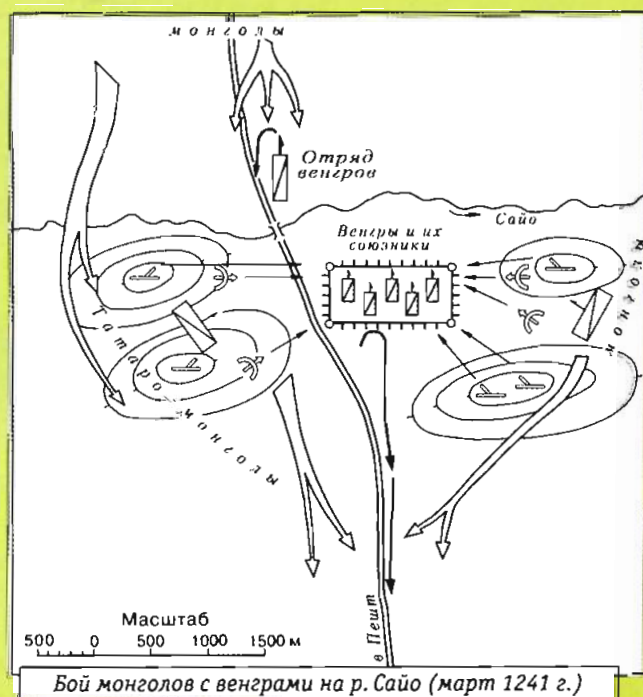 монголы
Отряд
венгров
Сайо
Венгры и их
союзники
монголы
Татаро-монголы
в Пешт
Масштаб
500 0 500 1000 1500 м
Бой монголов с венграми на р. Сайо (март 1241 г.)